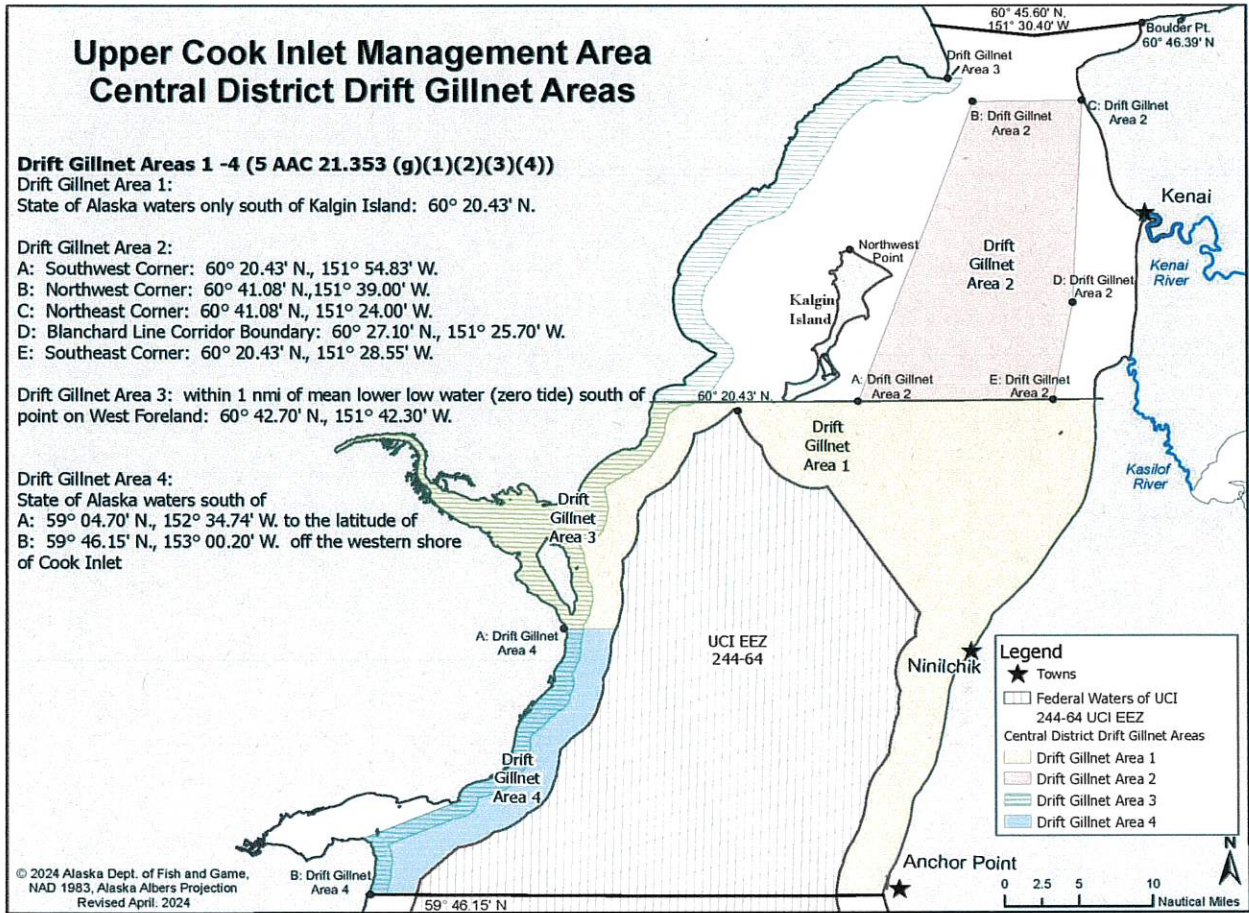 Upper Cook Inlet Management Area
Central District Drift Gillnet Areas
Drift Gillnet Areas 1 -4 (5 AAC 21.353 (g)(1)(2)(3)(4))
Drift Gillnet Area 1:
State of Alaska waters only south of Kalgin Island: 60° 20.43' N.
Drift Gillnet Area 2:
A: Southwest Corner: 60° 20.43' N., 151° 54.83' W.
B: Northwest Corner: 60° 41.08' N.,151° 39.00' W.
C: Northeast Corner: 60° 41.08' N., 151° 24.00' W.
D: Blanchard Line Corridor Boundary: 60° 27.10' N., 151° 25.70' W.
E: Southeast Corner: 60° 20.43' N., 151° 28.55' W.
Drift Gillnet Area 3: within 1 nmi of mean lower low water (zero tide) south of
point on West Foreland: 60° 42.70' N., 151° 42.30' W.
Drift Gillnet Area 4:
State of Alaska waters south of
A: 59° 04.70' N., 152° 34.74' W. to the latitude of
B: 59° 46.15' N., 153° 00.20' W. off the western shore
of Cook Inlet
60° 45.60' N,
151° 30.40' W
Boulder Pt.
60° 46.39' N
Drift Gillnet
Area 3
B: Drift Gillnet
Area 2
C: Drift Gillnet
Area 2
Kenai
Kenai
River
Northwest
Point
Drift
Gillnet
Area 2
D: Drift Gillnet
Area 2
Kalgin
Island
60° 20.43' N.
A: Drift Gillnet
Area 2
E: Drift Gillnet
Area 2
Drift
Gillnet
Area 1
Kasilof
River
Drift
Gillnet
Area 3
A: Drift Gillnet
Area 4
UCI EEZ
244-64
Ninilchik
Drift
Gillnet
Area 4
B: Drift Gillnet
Area 4
59° 46.15' N
Anchor Point
Legend
Towns
Federal Waters of UCI
244-64 UCI EEZ
Central District Drift Gillnet Areas
Drift Gillnet Area 1
Drift Gillnet Area 2
Drift Gillnet Area 3
Drift Gillnet Area 4
N
0 2.5 5 10
Nautical Miles
© 2024 Alaska Dept. of Fish and Game,
NAD 1983, Alaska Albers Projection
Revised April. 2024